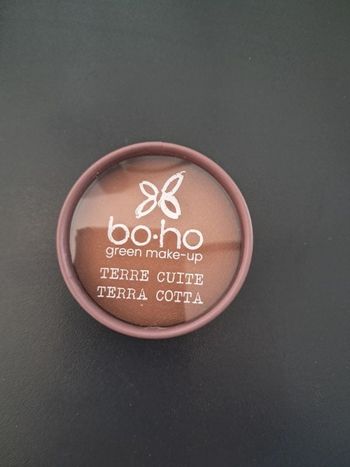 bo·ho
green make-up
TERRE CUITE
TERRA COTTA